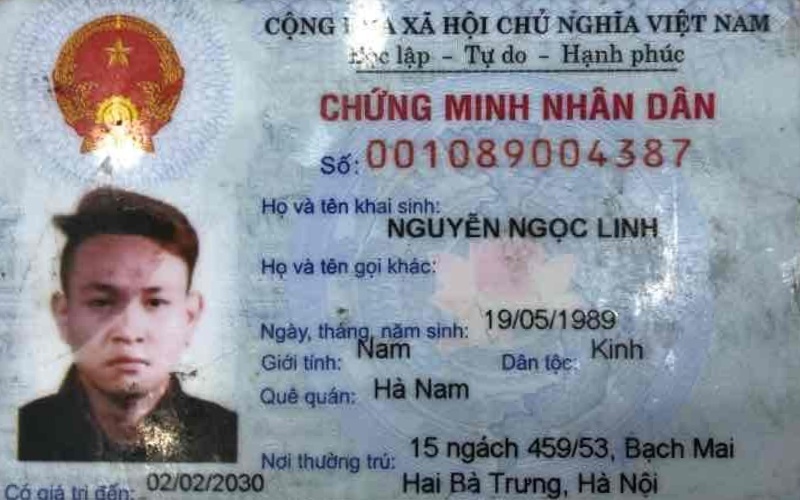 CỘNG XÃ HỘI CHỦ NGHĨA VIỆT NAM
lập - Tự do - Hạnh phúc
CHỨNG MINH NHÂN DÂN
Số: 001089004387
Họ và tên khai sinh:
NGUYỄN NGỌC LINH
Họ và tên gọi khác:
Ngày, tháng, năm sinh: 19/05/1989
Giới tính: Nam Dân tộc: Kinh
Quê quán: Hà Nam
Nơi thường trú: 15 ngách 459/53, Bạch Mai
Hai Bà Trưng, Hà Nội
Có giá trị đến: 02/02/2030